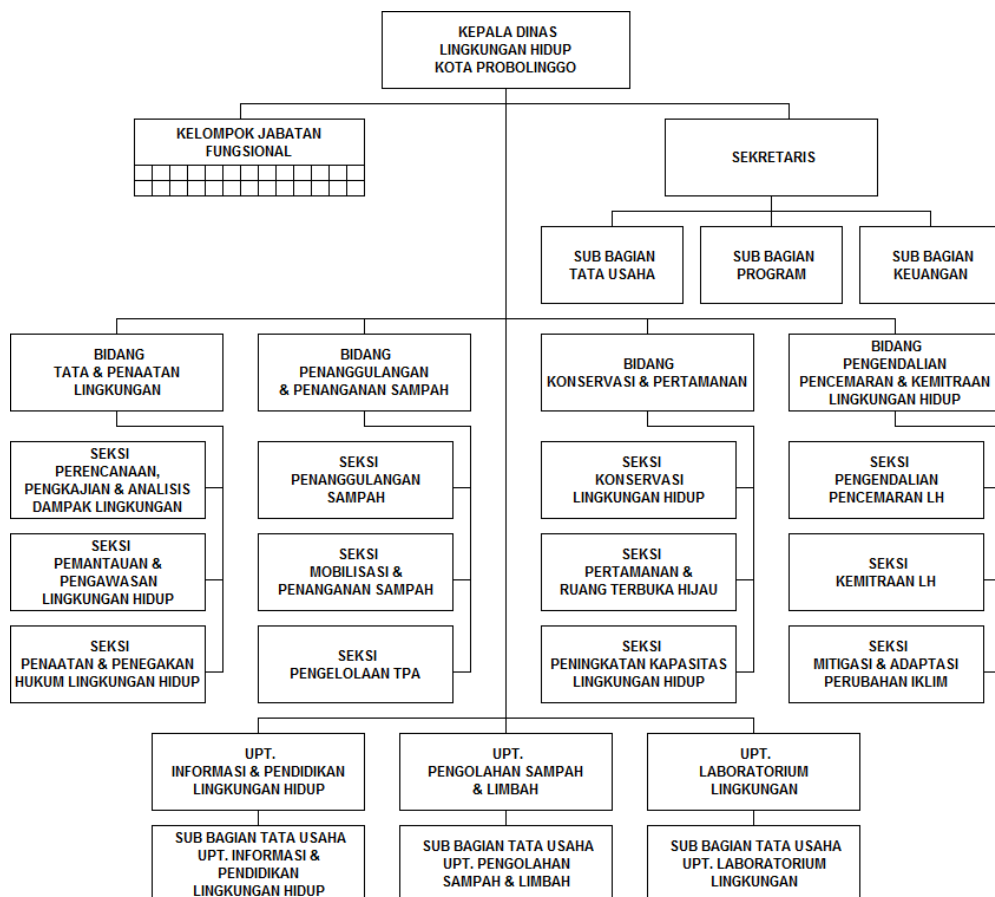 KEPALA DINAS
LINGKUNGAN HIDUP
KOTA PROBOLINGGO
KELOMPOK JABATAN
FUNGSIONAL
SEKRETARIS
SUB BAGIAN
TATA USAHA
SUB BAGIAN
PROGRAM
SUB BAGIAN
KEUANGAN
BIDANG
TATA & PENAATAN
LINGKUNGAN
BIDANG
PENANGGULANGAN
& PENANGANAN SAMPAH
BIDANG
KONSERVASI & PERTAMANAN
BIDANG
PENGENDALIAN
PENCEMARAN & KEMITRAAN
LINGKUNGAN HIDUP
SEKSI
PERENCANAAN,
PENGKAJIAN & ANALISIS
DAMPAK LINGKUNGAN
SEKSI
PENANGGULANGAN
SAMPAH
SEKSI
KONSERVASI
LINGKUNGAN HIDUP
SEKSI
PENGENDALIAN
PENCEMARAN LH
SEKSI
PEMANTAUAN &
PENGAWASAN
LINGKUNGAN HIDUP
SEKSI
MOBILISASI &
PENANGANAN SAMPAH
SEKSI
PERTAMANAN &
RUANG TERBUKA HIJAU
SEKSI
KEMITRAAN LH
SEKSI
PENAATAN & PENEGAKAN
HUKUM LINGKUNGAN HIDUP
SEKSI
PENGELOLAAN TPA
SEKSI
PENINGKATAN KAPASITAS
LINGKUNGAN HIDUP
SEKSI
MITIGASI & ADAPTASI
PERUBAHAN IKLIM
UPT.
INFORMASI & PENDIDIKAN
LINGKUNGAN HIDUP
UPT.
PENGOLAHAN SAMPAH
& LIMBAH
UPT.
LABORATORIUM
LINGKUNGAN
SUB BAGIAN TATA USAHA
UPT. INFORMASI &
PENDIDIKAN
LINGKUNGAN HIDUP
SUB BAGIAN TATA USAHA
UPT. PENGOLAHAN
SAMPAH & LIMBAH
SUB BAGIAN TATA USAHA
UPT. LABORATORIUM
LINGKUNGAN